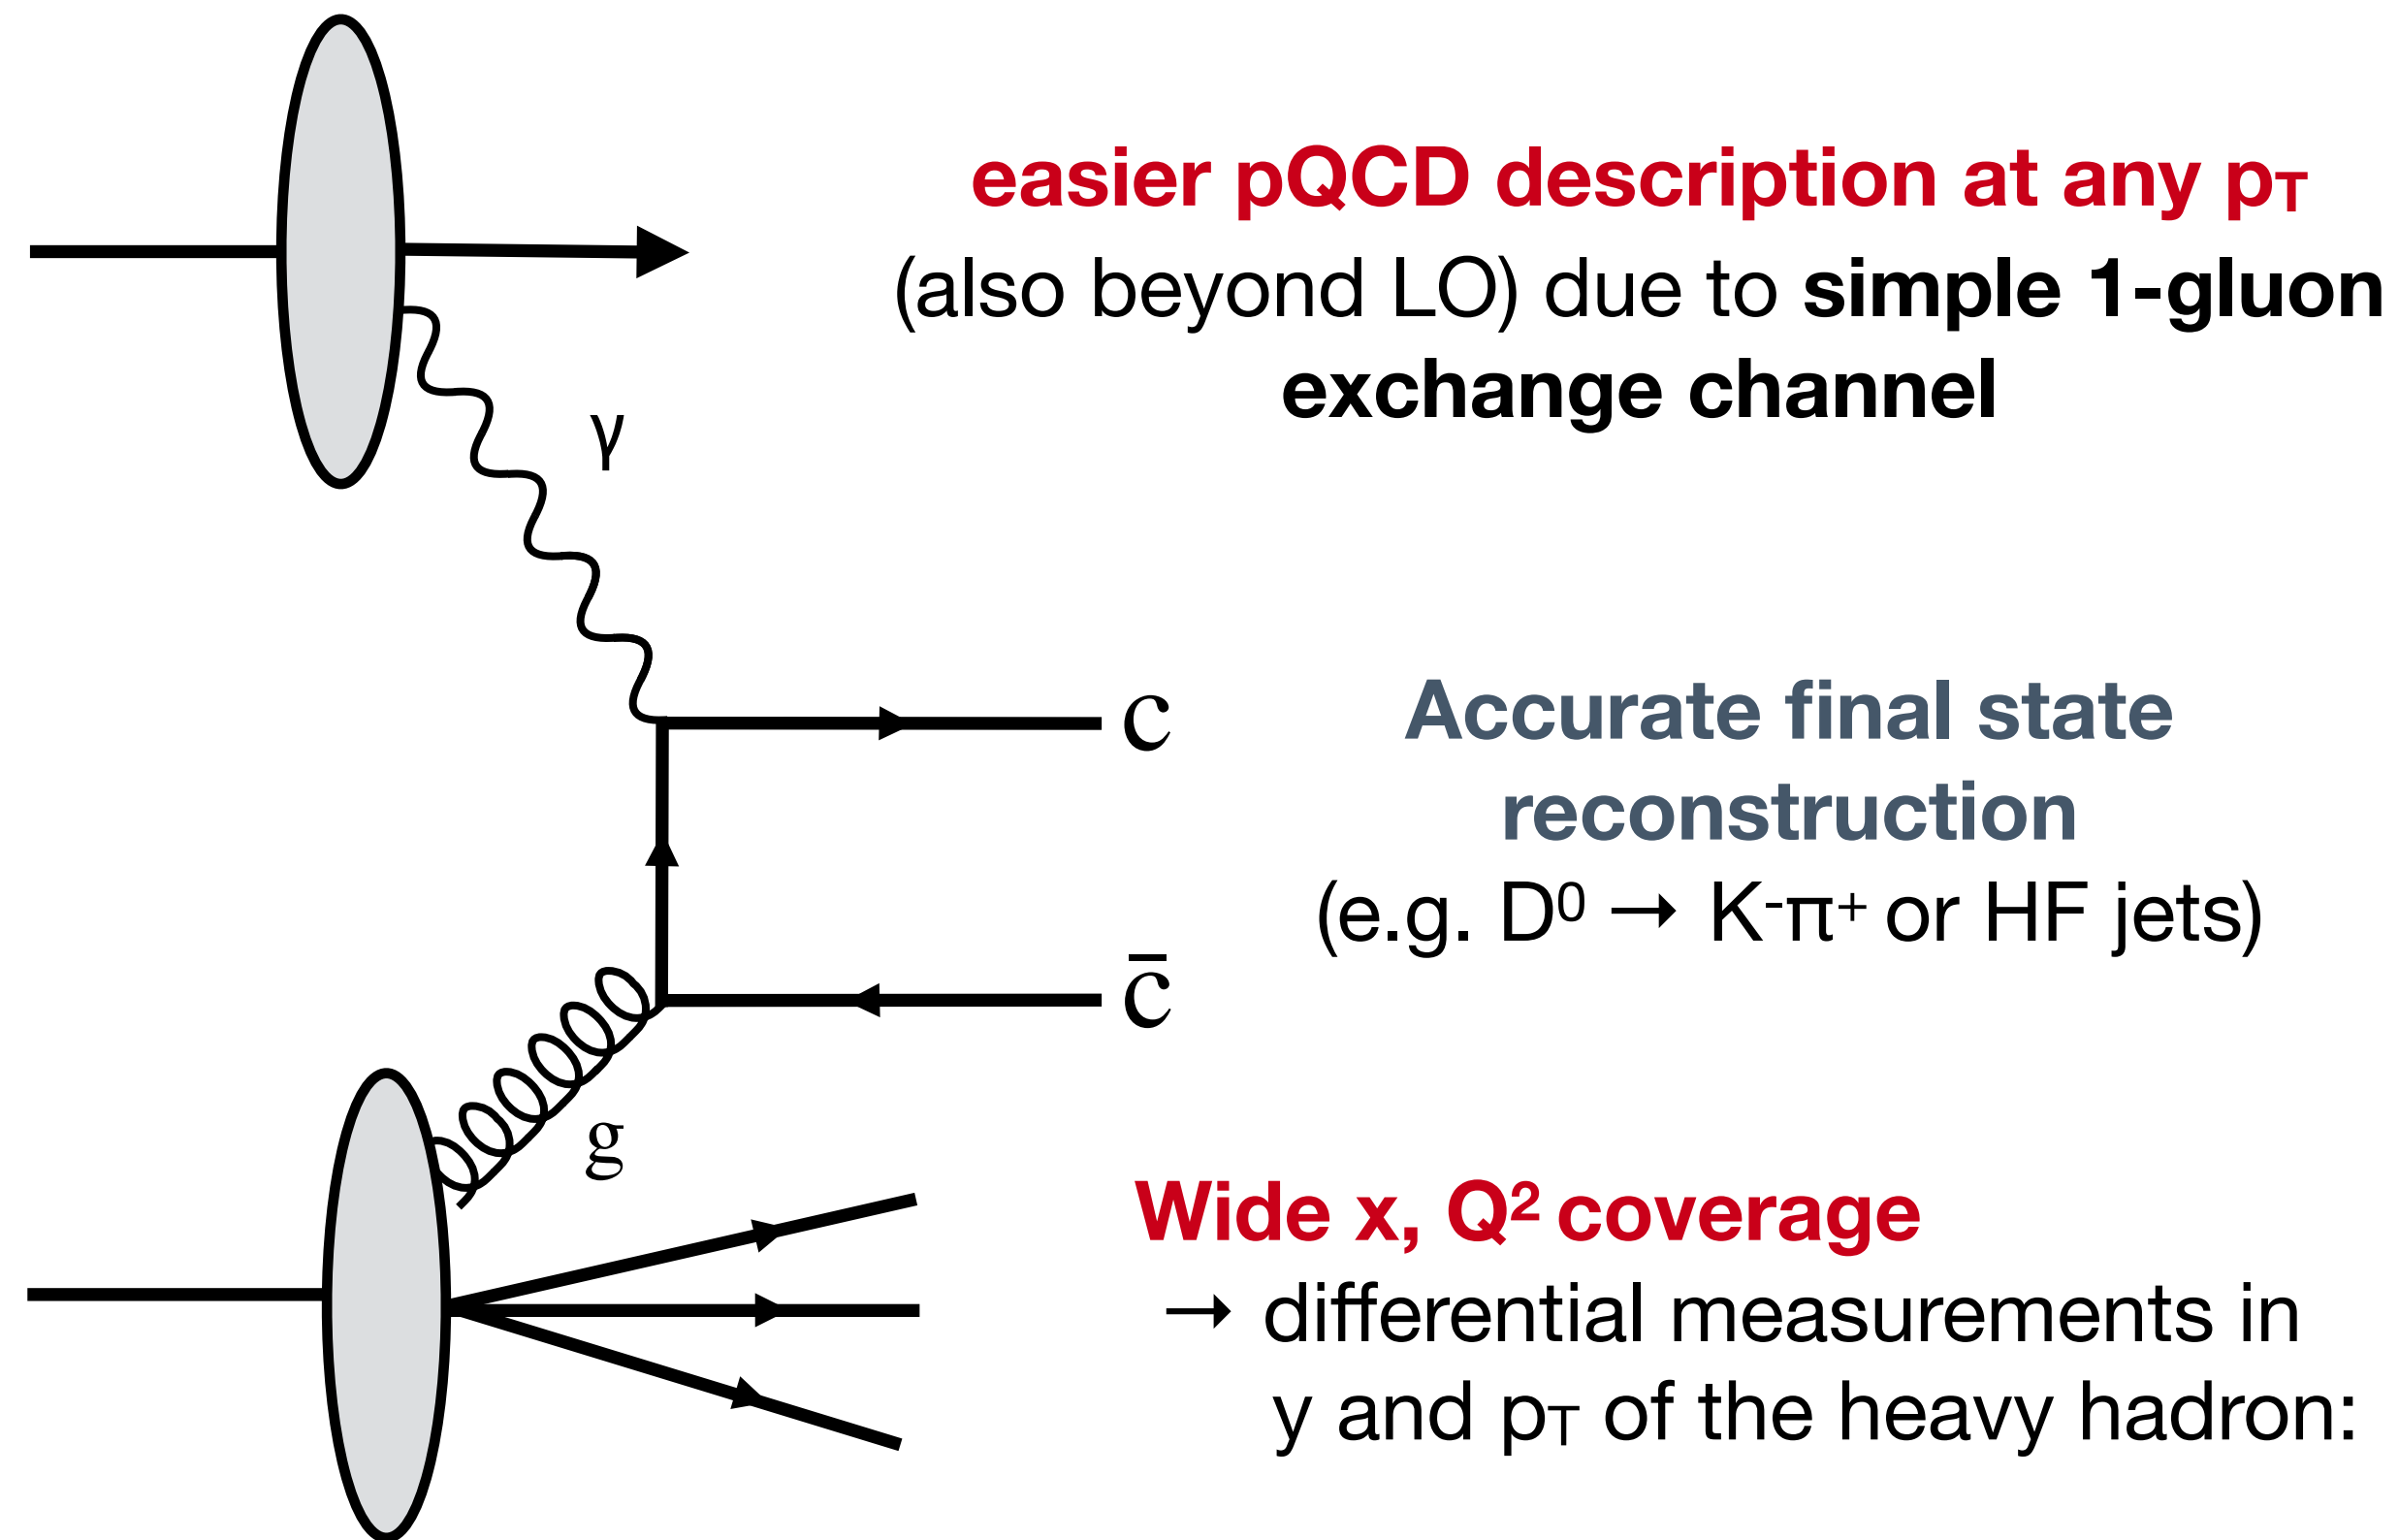 easier pQCD description at any pT
(also beyond LO) due to simple 1-gluon
exchange channel
γ
c
Accurate final state
reconstruction
(e.g. D⁰ → K⁻π⁺ or HF jets)
c̄
g
Wide x, Q² coverage
→ differential measurements in
y and pT of the heavy hadron: